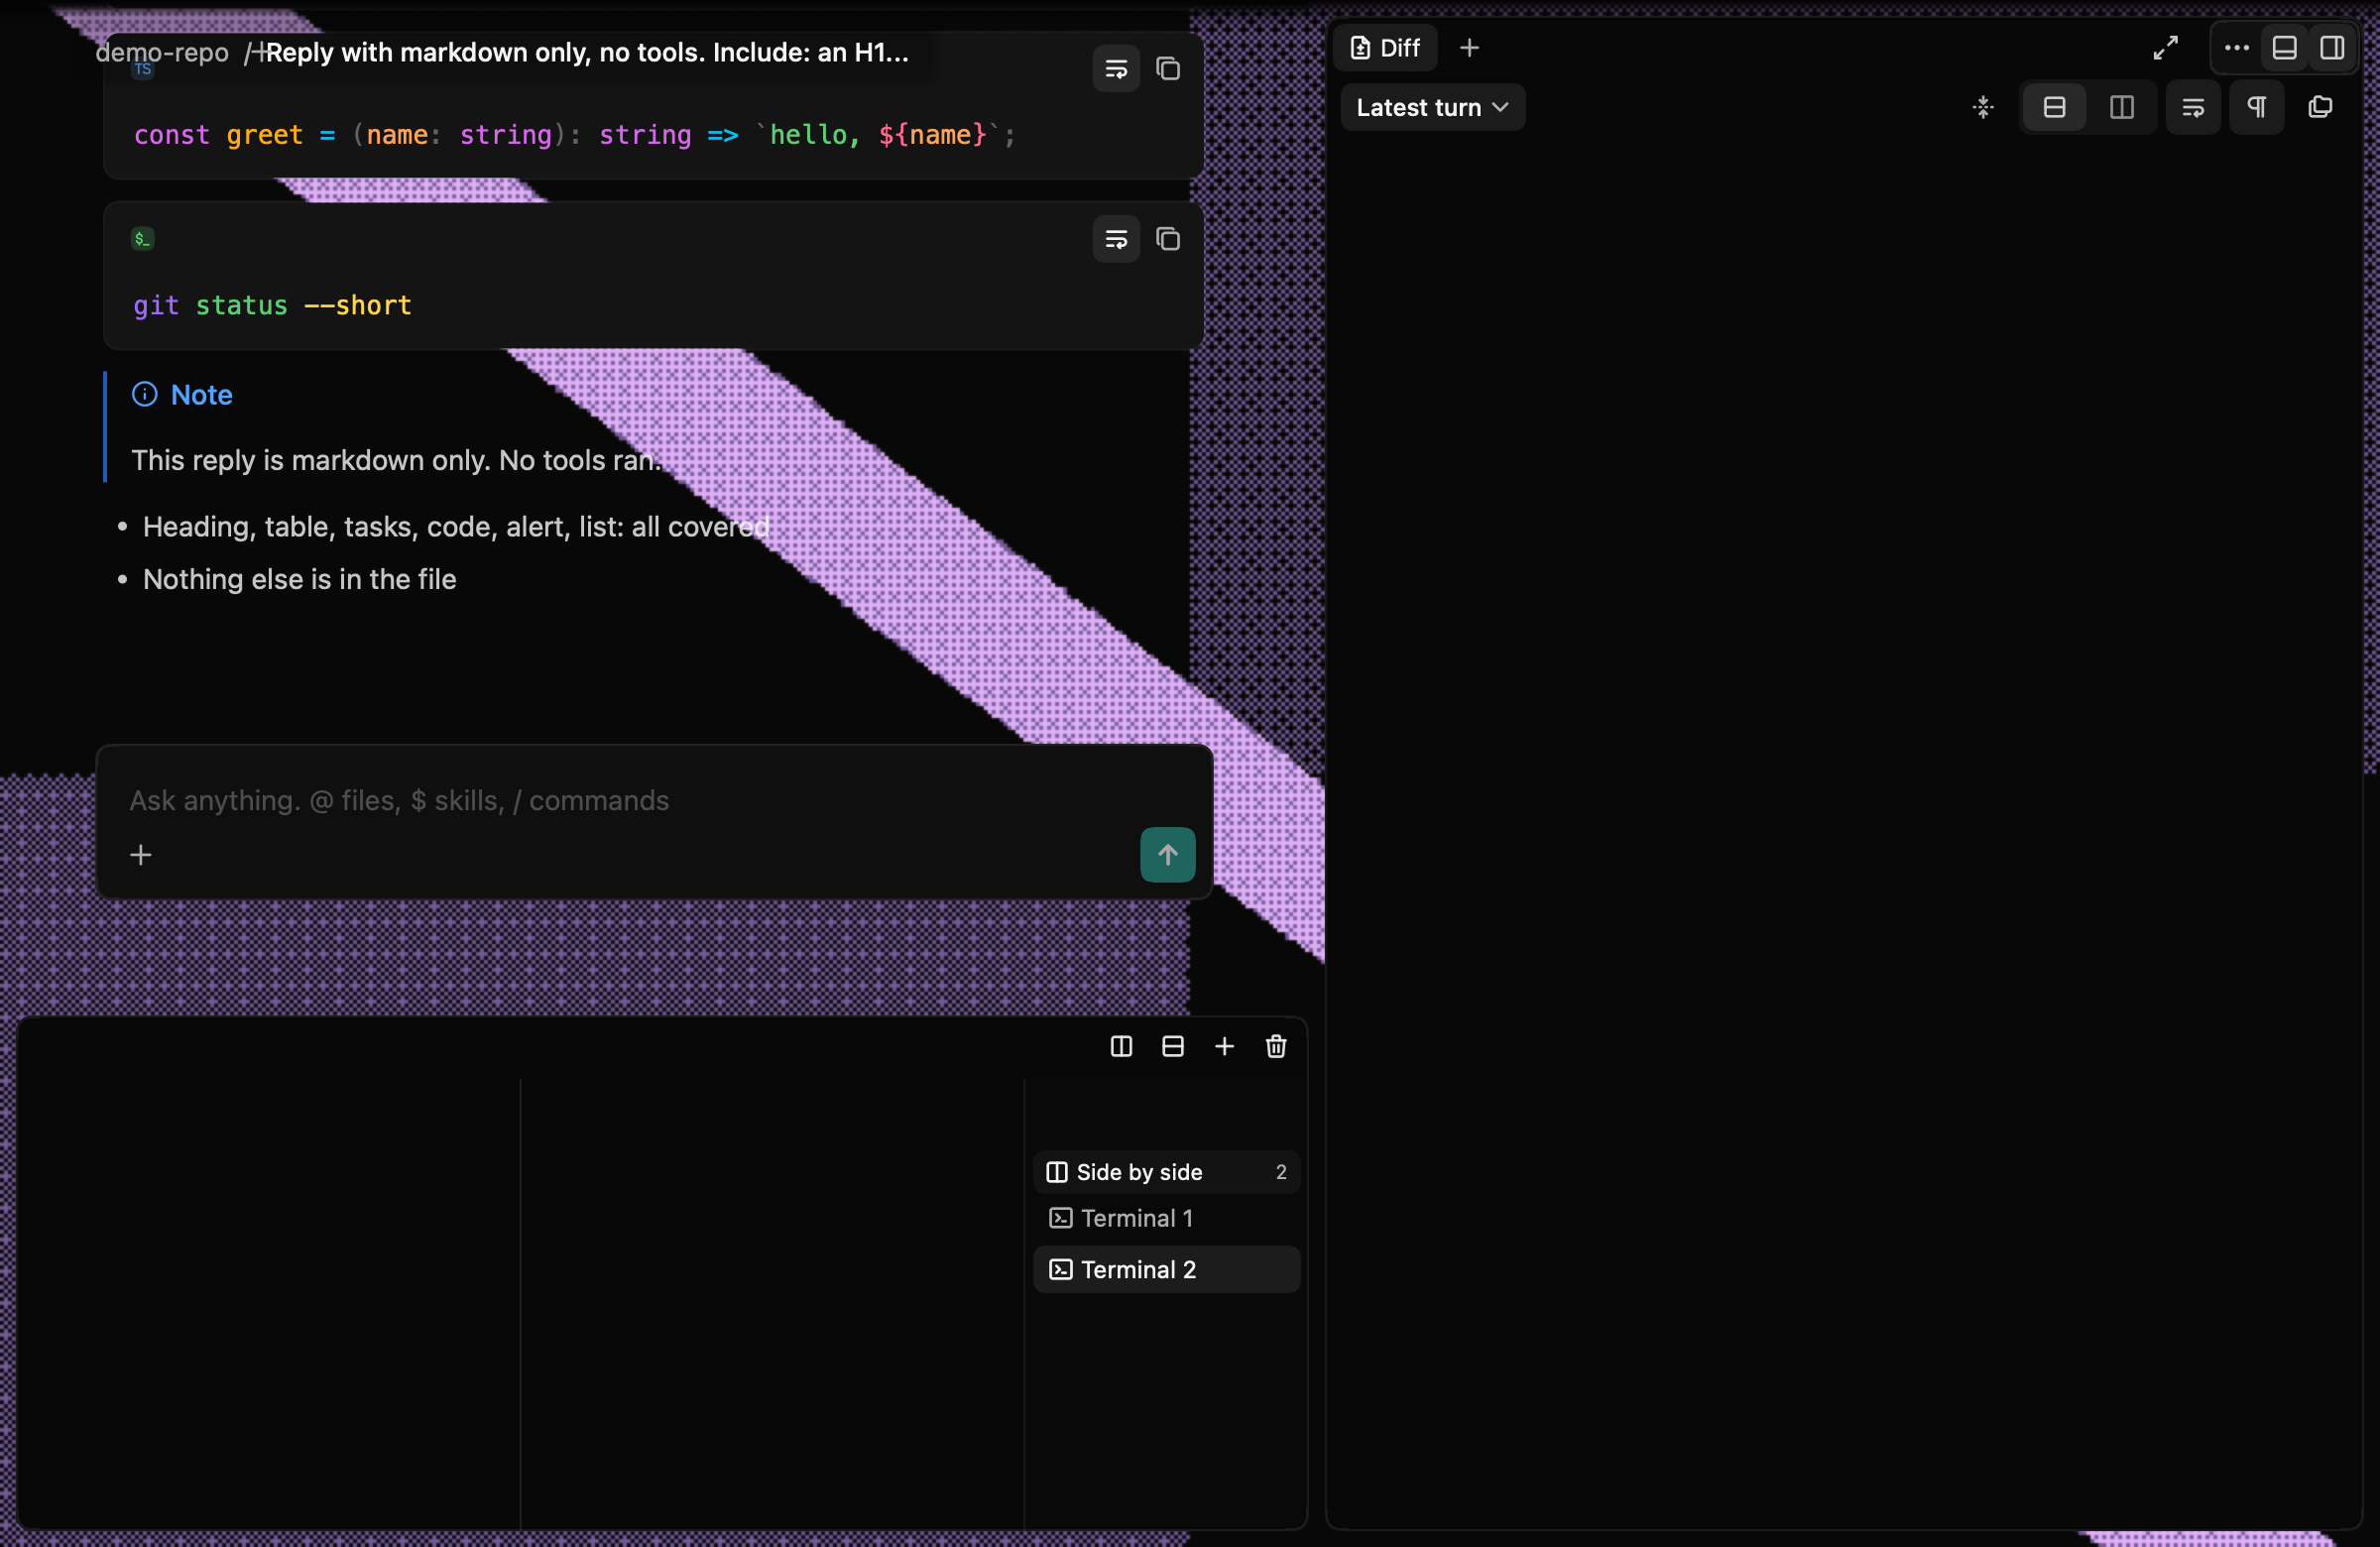 demo-repo / Reply with markdown only, no tools. Include: an H1...
TS
const greet = (name: string): string => `hello, ${name}`;
$_
git status --short
Note
This reply is markdown only. No tools ran.
Heading, table, tasks, code, alert, list: all covered
Nothing else is in the file
Ask anything. @ files, $ skills, / commands
Side by side 2
Terminal 1
Terminal 2
Diff
Latest turn